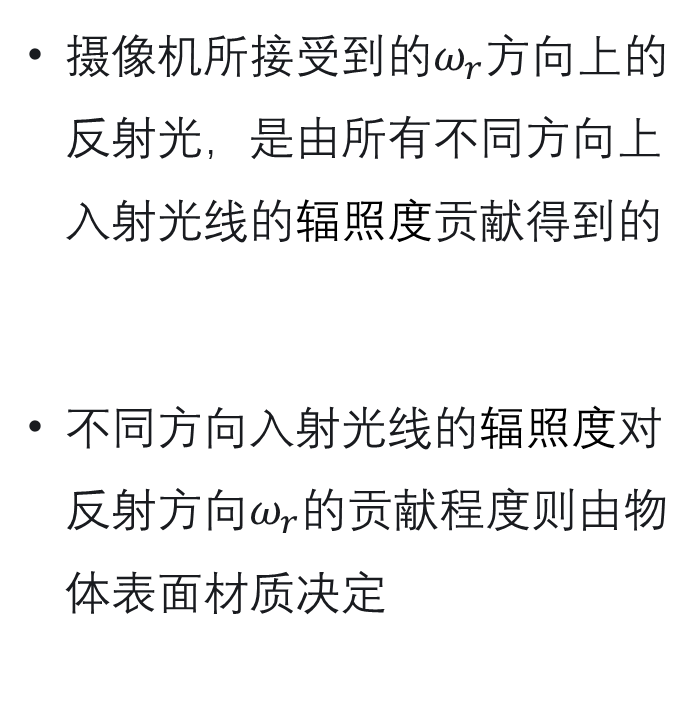 • 摄像机所接受到的ωr方向上的
反射光，是由所有不同方向上
入射光线的辐照度贡献得到的
• 不同方向入射光线的辐照度对
反射方向ωr的贡献程度则由物
体表面材质决定